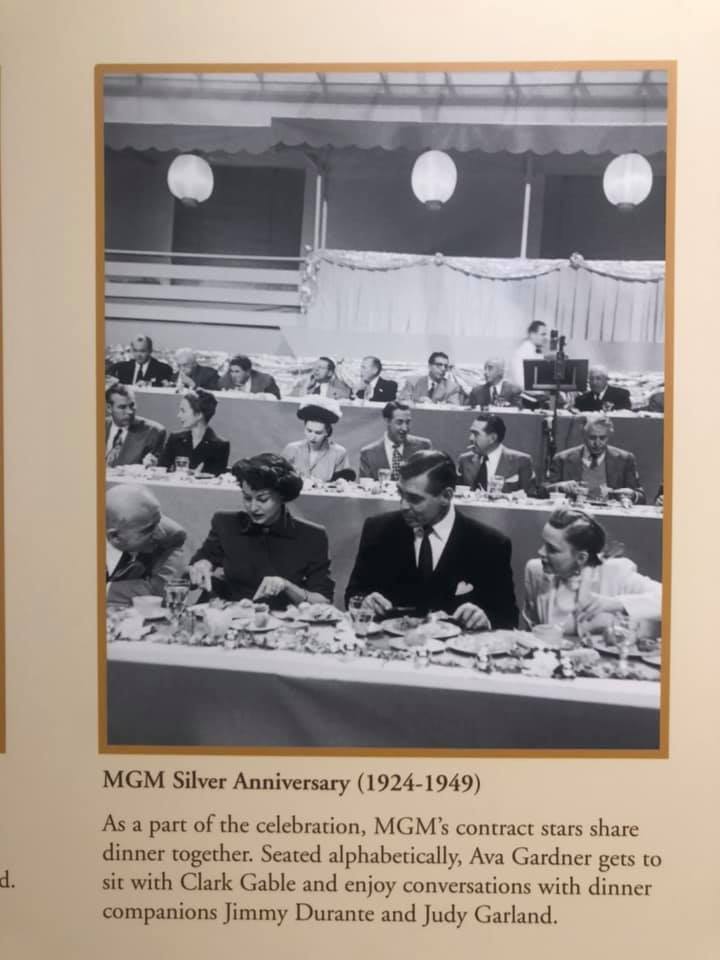 MGM Silver Anniversary (1924-1949)
As a part of the celebration, MGM's contract stars share
dinner together. Seated alphabetically, Ava Gardner gets to
sit with Clark Gable and enjoy conversations with dinner
companions Jimmy Durante and Judy Garland.
d.